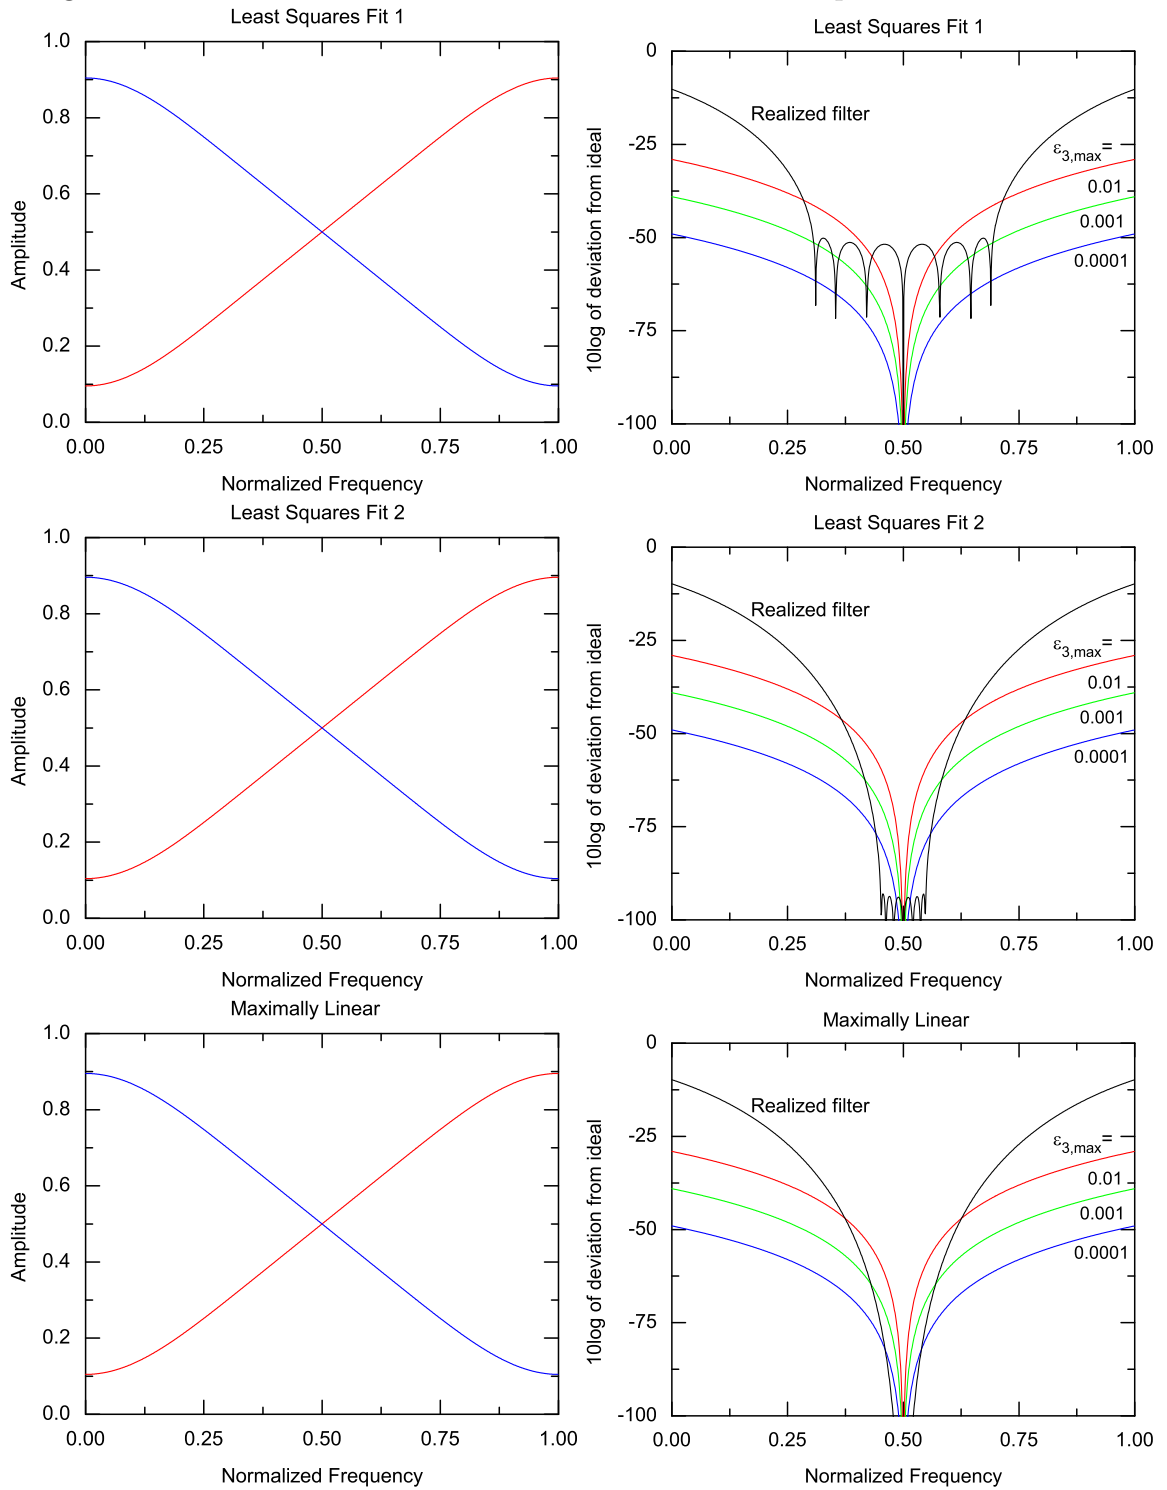 Least Squares Fit 1
1.0
0.8
0.6
0.4
0.2
0.0
Amplitude
0.00 0.25 0.50 0.75 1.00
Normalized Frequency
Least Squares Fit 1
0
-25
-50
-75
-100
10log of deviation from ideal
Realized filter
ε3,max=
0.01
0.001
0.0001
0.00 0.25 0.50 0.75 1.00
Normalized Frequency
Least Squares Fit 2
1.0
0.8
0.6
0.4
0.2
0.0
Amplitude
0.00 0.25 0.50 0.75 1.00
Normalized Frequency
Least Squares Fit 2
0
-25
-50
-75
-100
10log of deviation from ideal
Realized filter
ε3,max=
0.01
0.001
0.0001
0.00 0.25 0.50 0.75 1.00
Normalized Frequency
Maximally Linear
1.0
0.8
0.6
0.4
0.2
0.0
Amplitude
0.00 0.25 0.50 0.75 1.00
Normalized Frequency
Maximally Linear
0
-25
-50
-75
-100
10log of deviation from ideal
Realized filter
ε3,max=
0.01
0.001
0.0001
0.00 0.25 0.50 0.75 1.00
Normalized Frequency